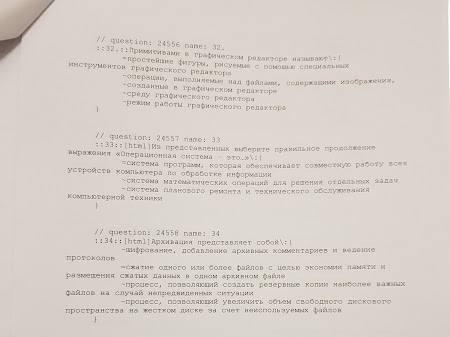 // question: 24556 name: 32.
::32.::Примитивами в графическом редакторе называют\:{
=простейшие фигуры, рисуемые с помощью специальных
инструментов графического редактора
~операции, выполняемые над файлами, содержащими изображения,
~созданные в графическом редакторе
~среду графического редактора
~режим работы графического редактора
}
// question: 24557 name: 33
::33::[html]Из представленных выберите правильное продолжение
выражения «Операционная система - это…»\:{
=система программ, которая обеспечивает совместную работу всех
устройств компьютера по обработке информации
~система математических операций для решения отдельных задач
~система планового ремонта и технического обслуживания
компьютерной техники
}
// question: 24558 name: 34
::34::[html]Архивация представляет собой\:{
~шифрование, добавление архивных комментариев и ведение
протоколов
=сжатие одного или более файлов с целью экономии памяти и
размещения сжатых данных в одном архивном файле
~процесс, позволяющий создать резервные копии наиболее важных
файлов на случай непредвиденных ситуации
~процесс, позволяющий увеличить объем свободного дискового
пространства на жестком диске за счет неиспользуемых файлов
}